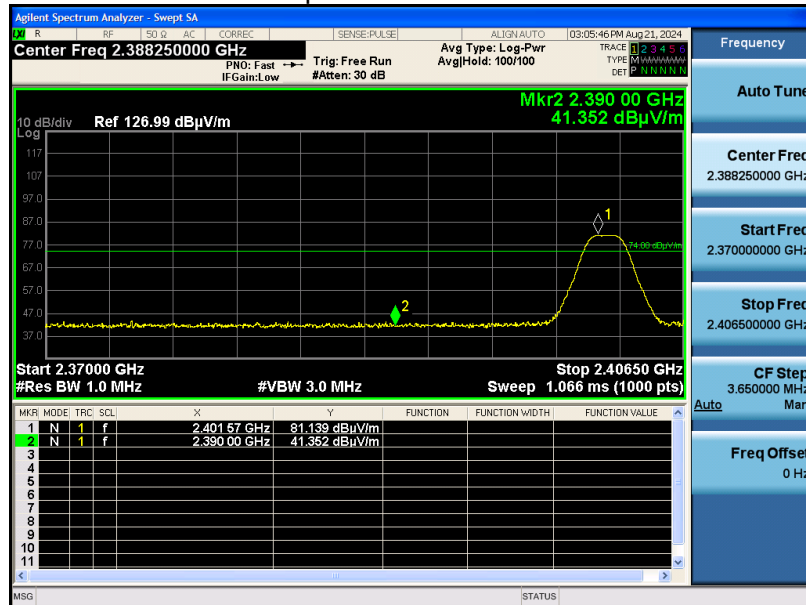 Agilent Spectrum Analyzer - Swept SA
LXI R RF 50 Ω AC CORREC SENSE:PULSE ALIGN AUTO 03:05:46 PM Aug 21, 2024
Center Freq 2.388250000 GHz
PNO: Fast
IFGain:Low
Trig: Free Run
#Atten: 30 dB
Avg Type: Log-Pwr
Avg|Hold: 100/100
TRACE 1 2 3 4 5 6
TYPE M WWWWW
DET P N N N N N
Mkr2 2.390 00 GHz
41.352 dBµV/m
10 dB/div Ref 126.99 dBµV/m
Log
117
107
97.0
87.0
77.0
67.0
57.0
47.0
37.0
1
74.00 dBµV/m
2
Start 2.37000 GHz Stop 2.40650 GHz
#Res BW 1.0 MHz #VBW 3.0 MHz Sweep 1.066 ms (1000 pts)
MKR MODE TRC SCL X Y FUNCTION FUNCTION WIDTH FUNCTION VALUE
1 N 1 f 2.401 57 GHz 81.139 dBµV/m
2 N 1 f 2.390 00 GHz 41.352 dBµV/m
3
4
5
6
7
8
9
10
11
MSG STATUS
Frequency
Auto Tune
Center Freq
2.388250000 GHz
Start Freq
2.370000000 GHz
Stop Freq
2.406500000 GHz
CF Step
3.650000 MHz
Auto Man
Freq Offset
0 Hz